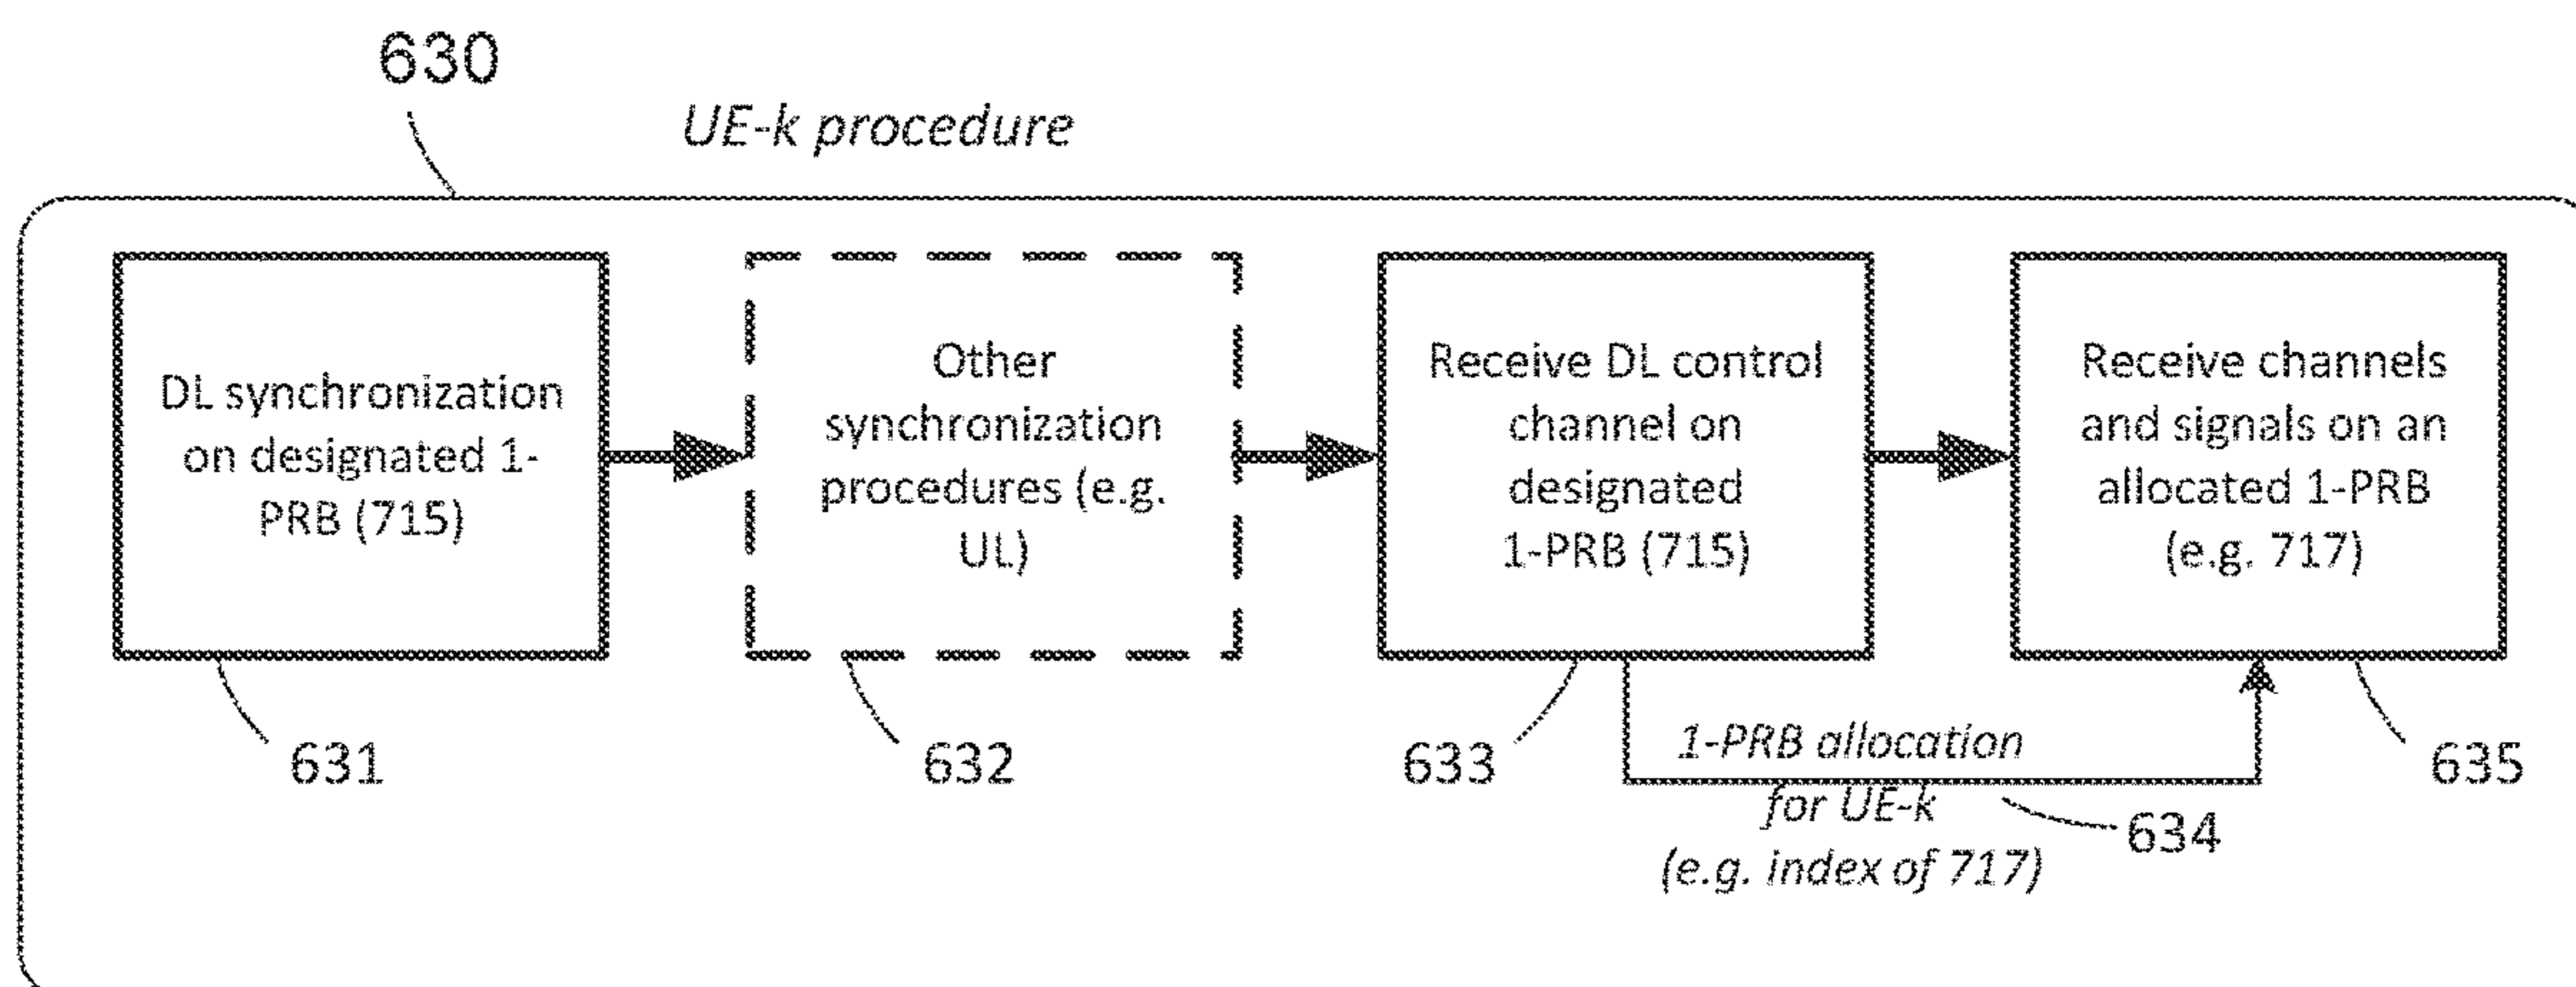 630
UE-k procedure
DL synchronization
on designated 1-
PRB (715)
Other
synchronization
procedures (e.g.
UL)
Receive DL control
channel on
designated
1-PRB (715)
Receive channels
and signals on an
allocated 1-PRB
(e.g. 717)
631
632
633
1-PRB allocation
for UE-k
(e.g. index of 717)
634
635